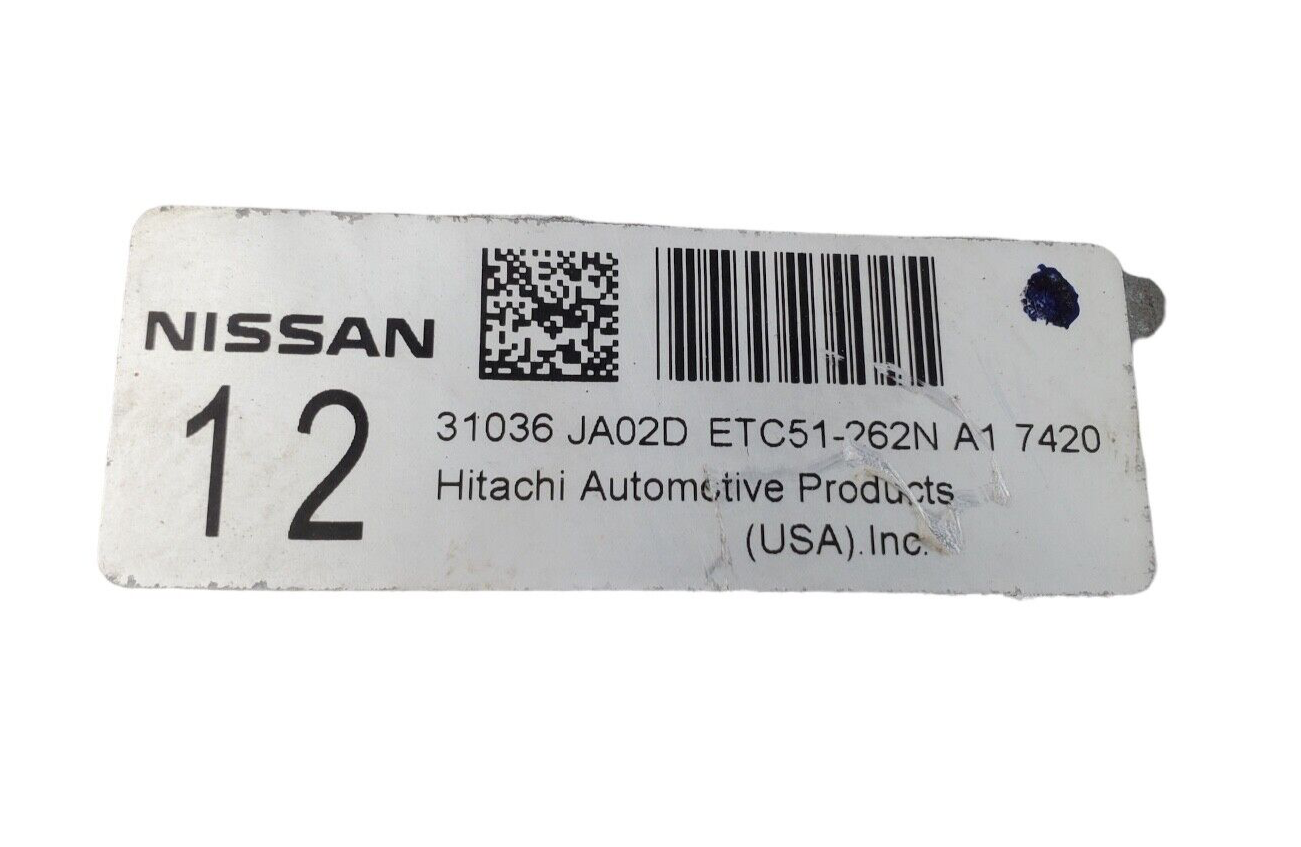 NISSAN
12
31036 JA02D ETC51-262N A1 7420
Hitachi Automotive Products
(USA).Inc.